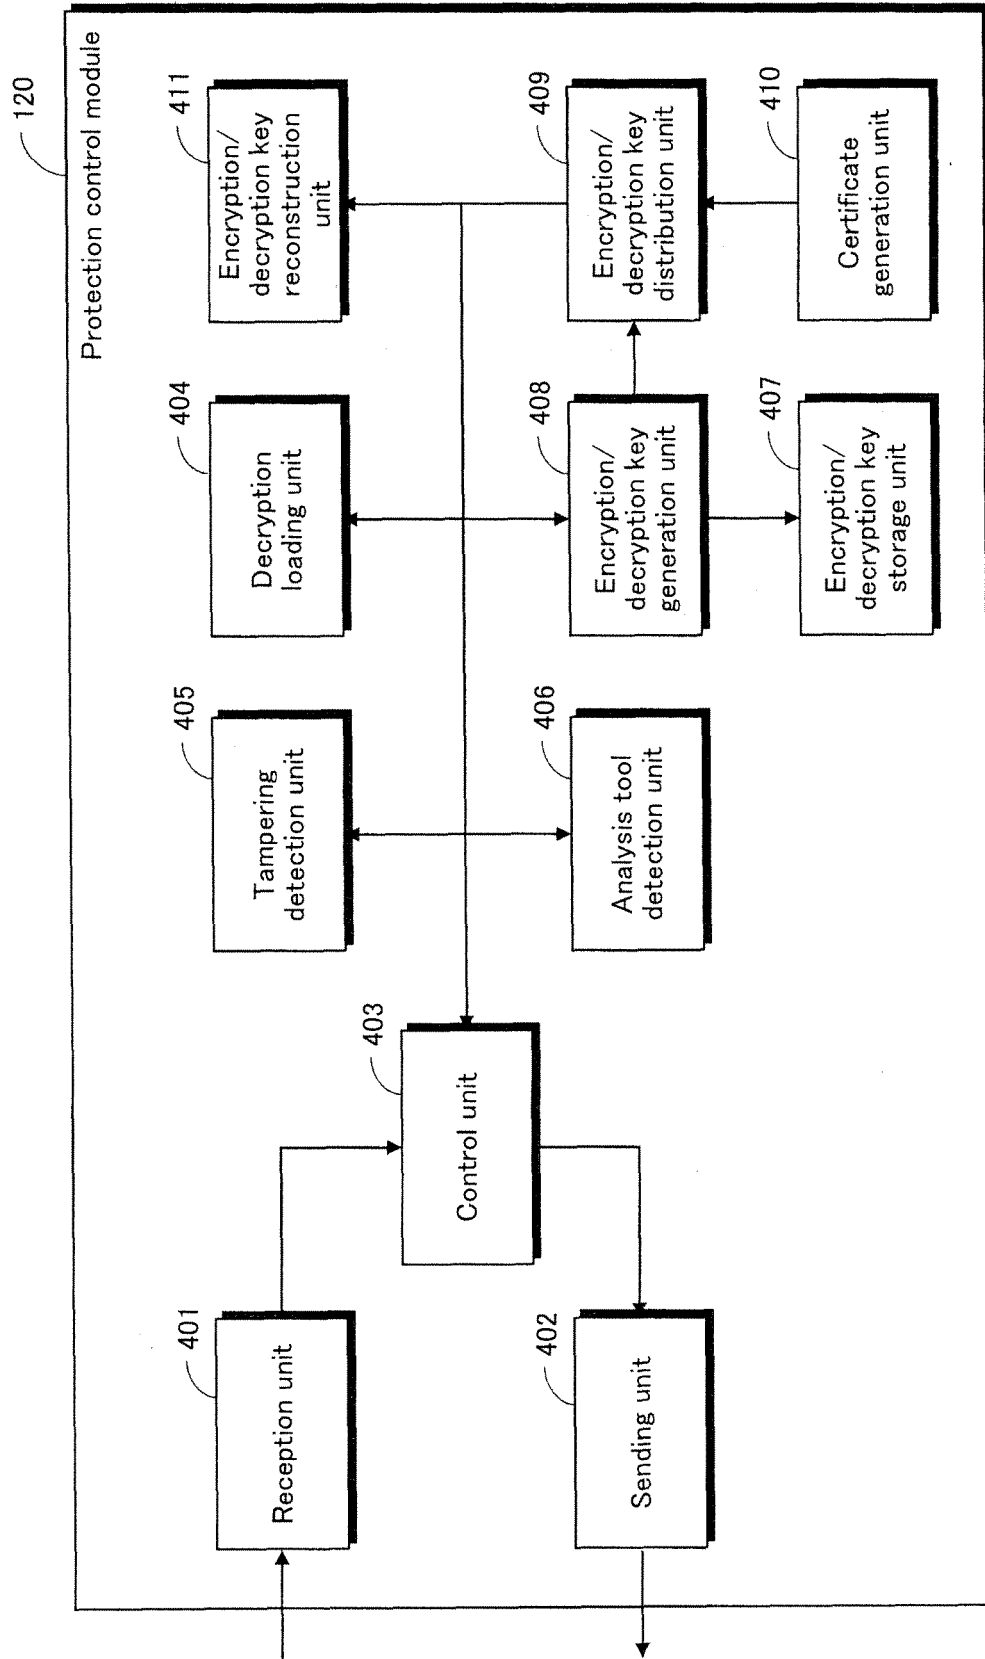 120
Protection control module
401
Reception unit
402
Sending unit
403
Control unit
405
Tampering
detection unit
406
Analysis tool
detection unit
404
Decryption
loading unit
408
Encryption/
decryption key
generation unit
407
Encryption/
decryption key
storage unit
411
Encryption/
decryption key
reconstruction
unit
409
Encryption/
decryption key
distribution unit
410
Certificate
generation unit